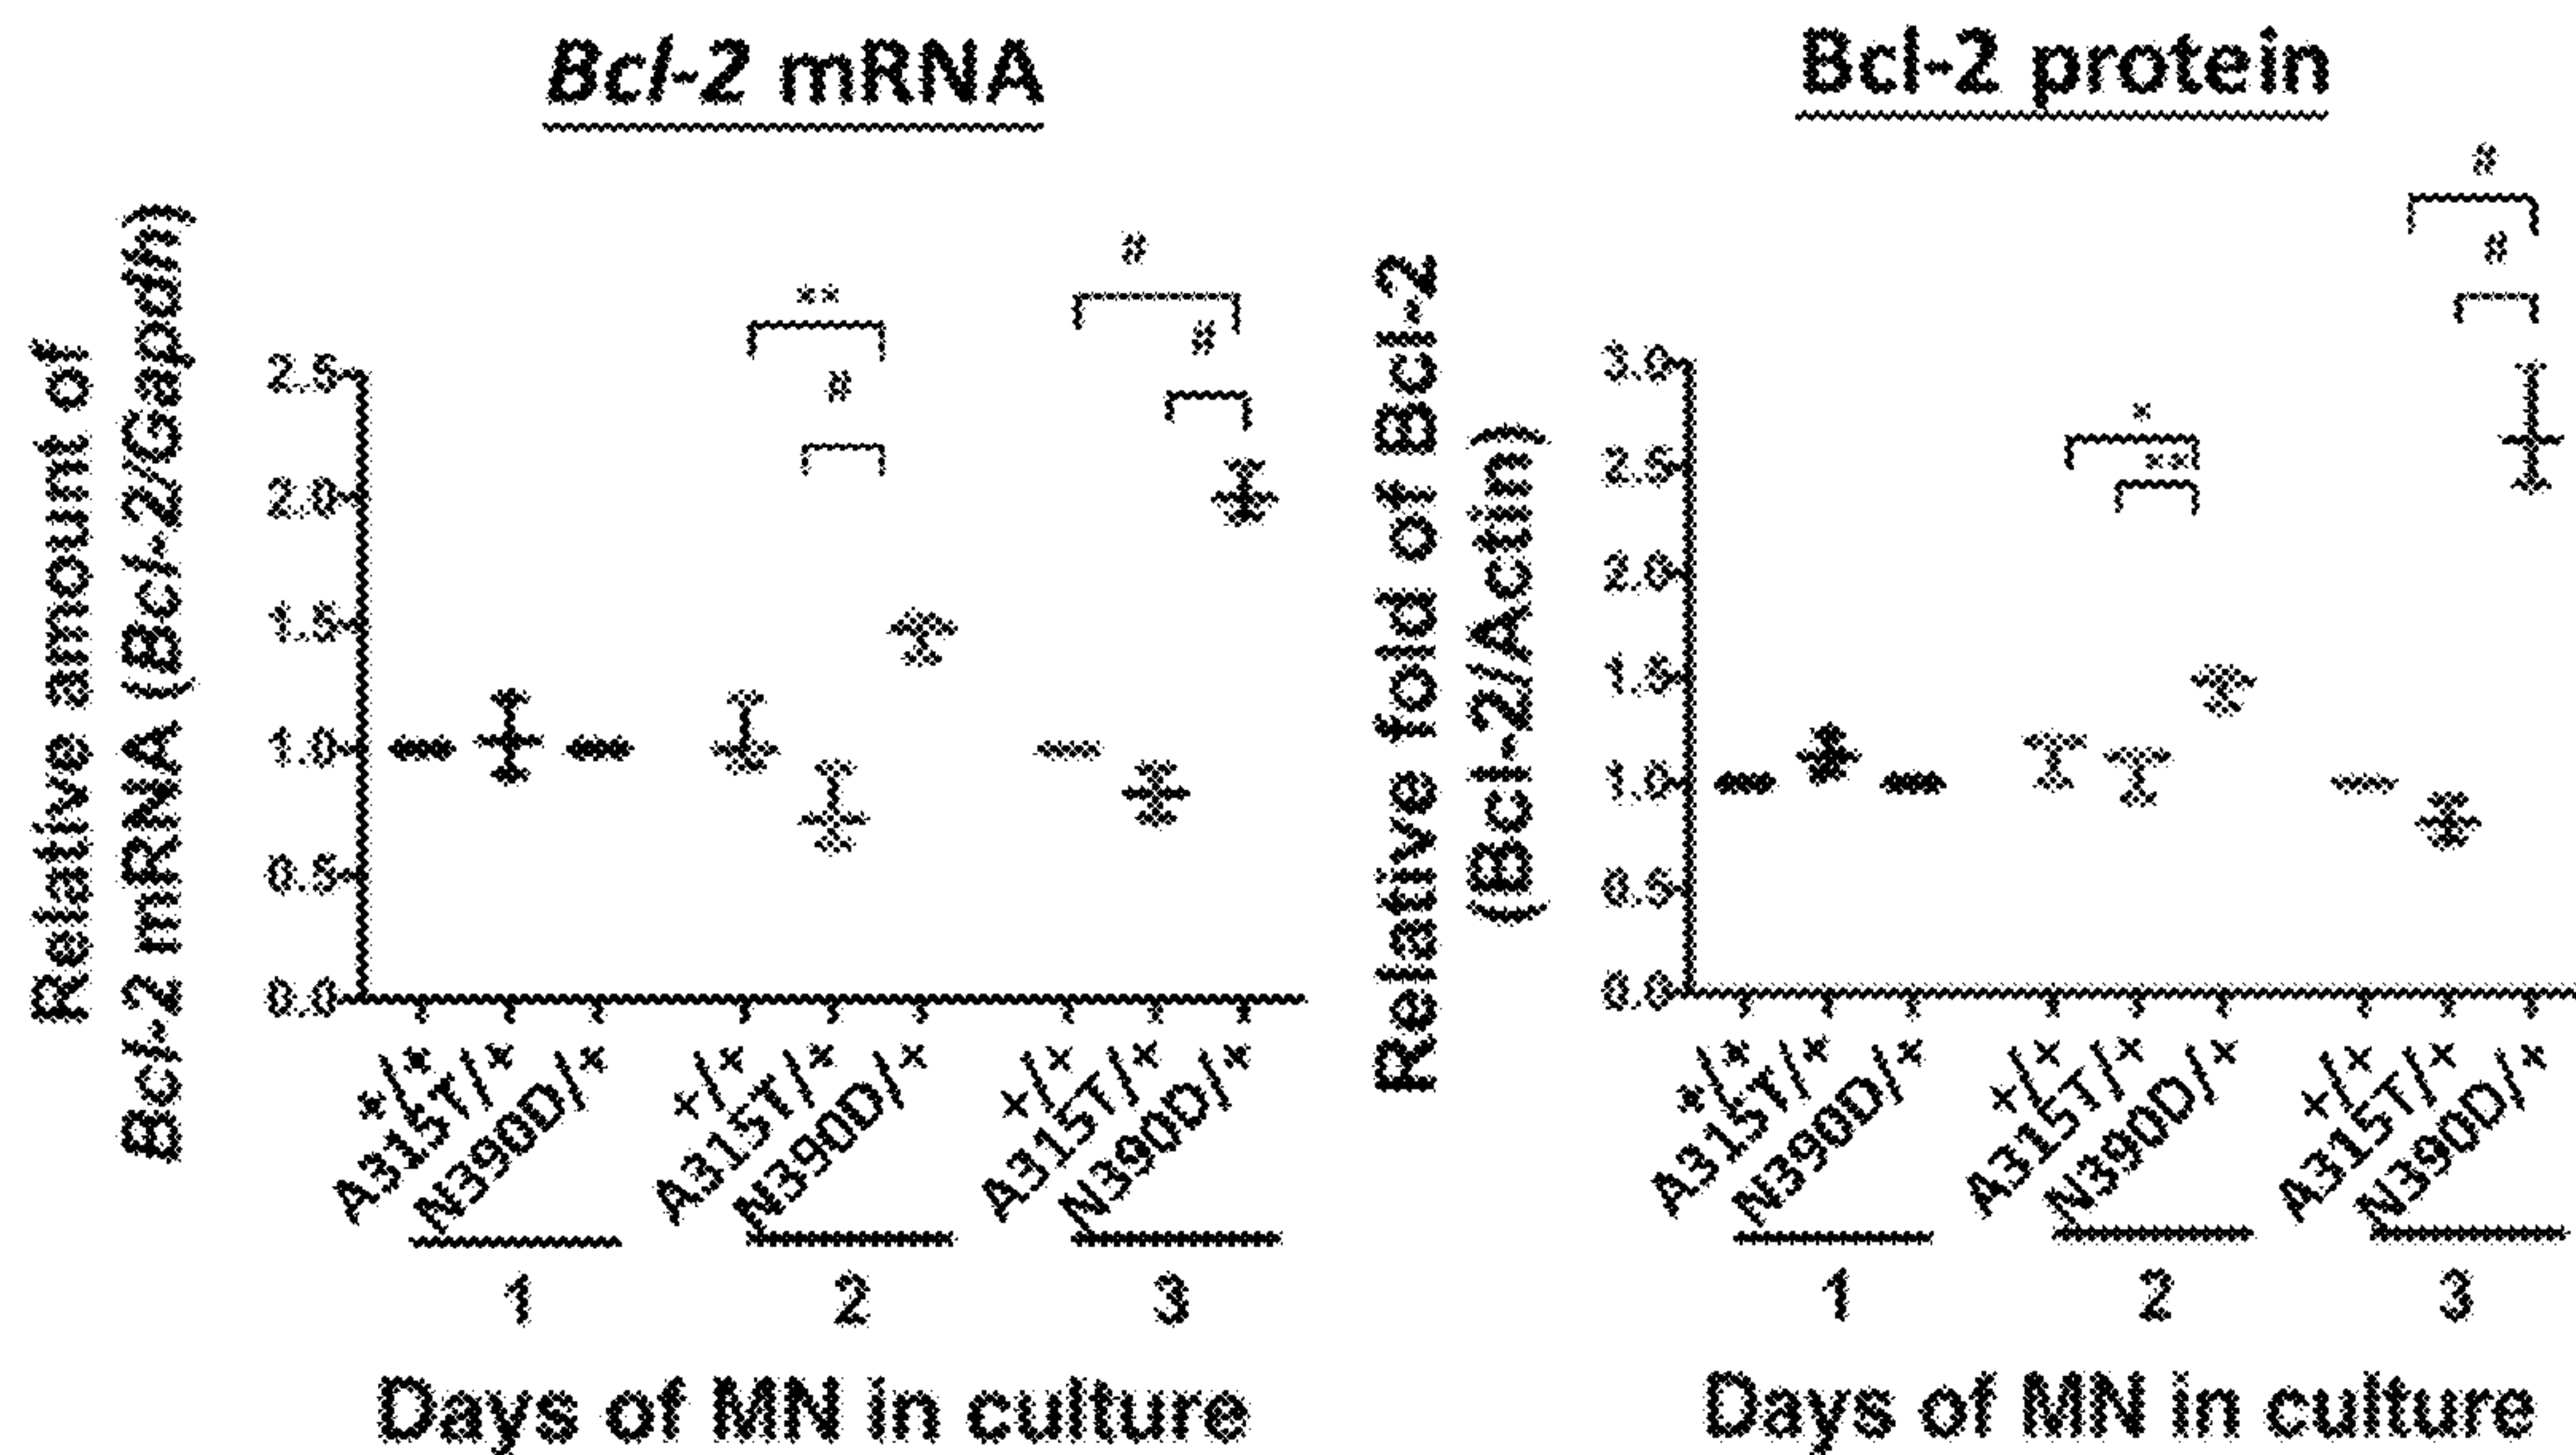 Bcl-2 mRNA
Relative amount of
Bcl-2 mRNA (Bcl-2/Gapdh)
2.5
2.0
1.5
1.0
0.5
0.0
**
#
#
#
+/+
A315T/+
N390D/+
+/+
A315T/+
N390D/+
+/+
A315T/+
N390D/+
1
2
3
Days of MN in culture
Bcl-2 protein
Relative fold of Bcl-2
(Bcl-2/Actin)
3.0
2.5
2.0
1.5
1.0
0.5
0.0
*
**
#
#
+/+
A315T/+
N390D/+
+/+
A315T/+
N390D/+
+/+
A315T/+
N390D/+
1
2
3
Days of MN in culture